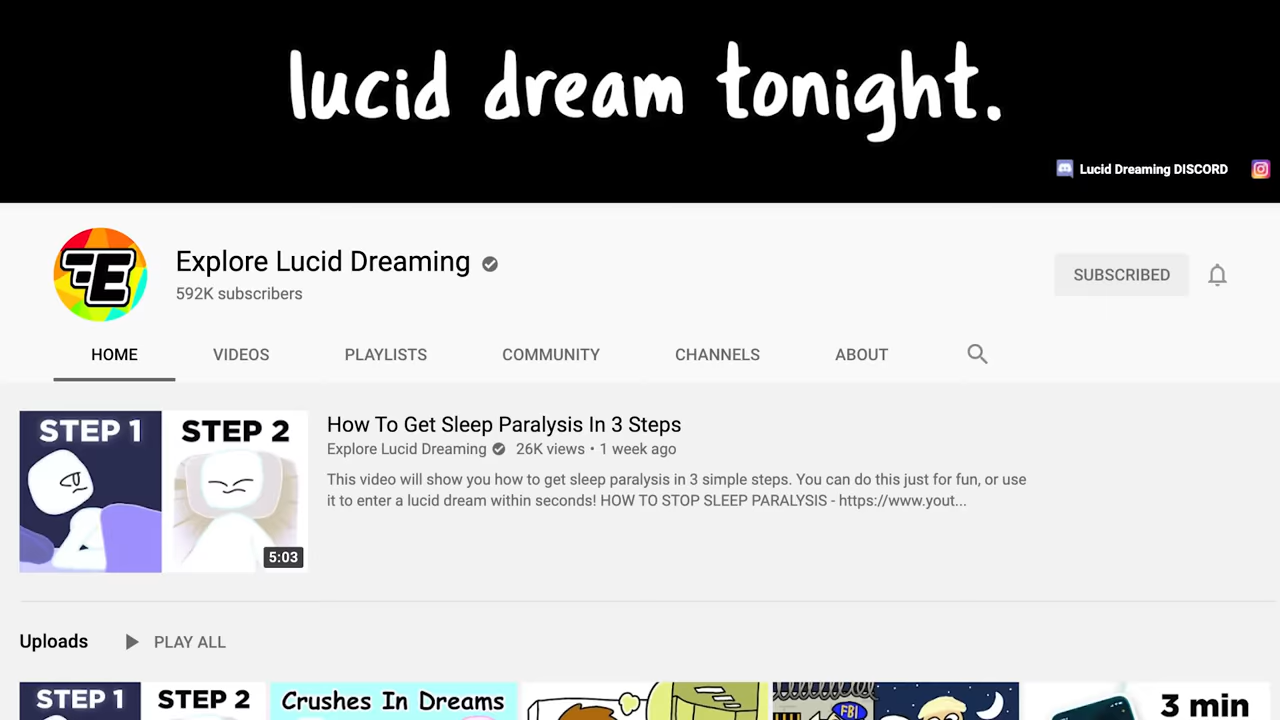 lucid dream tonight.
Lucid Dreaming DISCORD
E
Explore Lucid Dreaming
592K subscribers
SUBSCRIBED
HOME VIDEOS PLAYLISTS COMMUNITY CHANNELS ABOUT
STEP 1 STEP 2
5:03
How To Get Sleep Paralysis In 3 Steps
Explore Lucid Dreaming 26K views • 1 week ago
This video will show you how to get sleep paralysis in 3 simple steps. You can do this just for fun, or use
it to enter a lucid dream within seconds! HOW TO STOP SLEEP PARALYSIS - https://www.yout...
Uploads PLAY ALL
STEP 1 STEP 2 Crushes In Dreams FBI 3 min